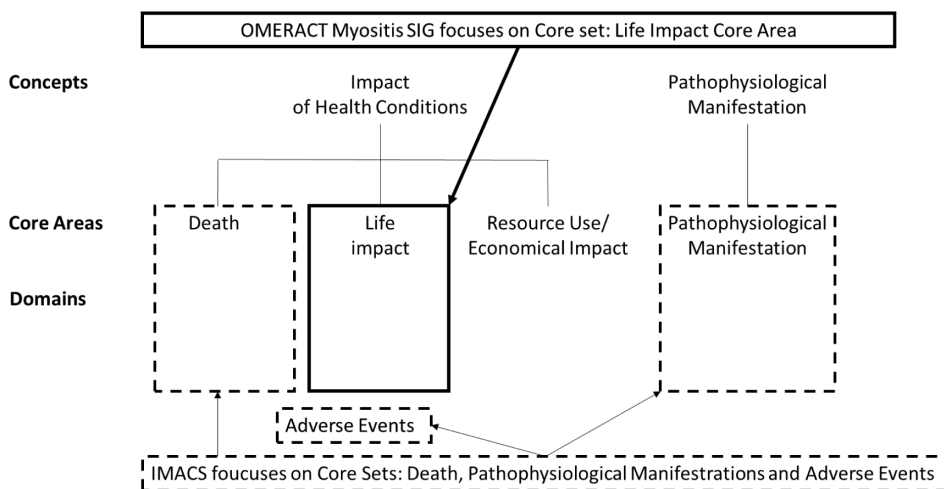 OMERACT Myositis SIG focuses on Core set: Life Impact Core Area
Concepts
Impact
of Health Conditions
Pathophysiological
Manifestation
Core Areas
Death
Life
impact
Resource Use/
Economical Impact
Pathophysiological
Manifestation
Domains
Adverse Events
IMACS foucuses on Core Sets: Death, Pathophysiological Manifestrations and Adverse Events